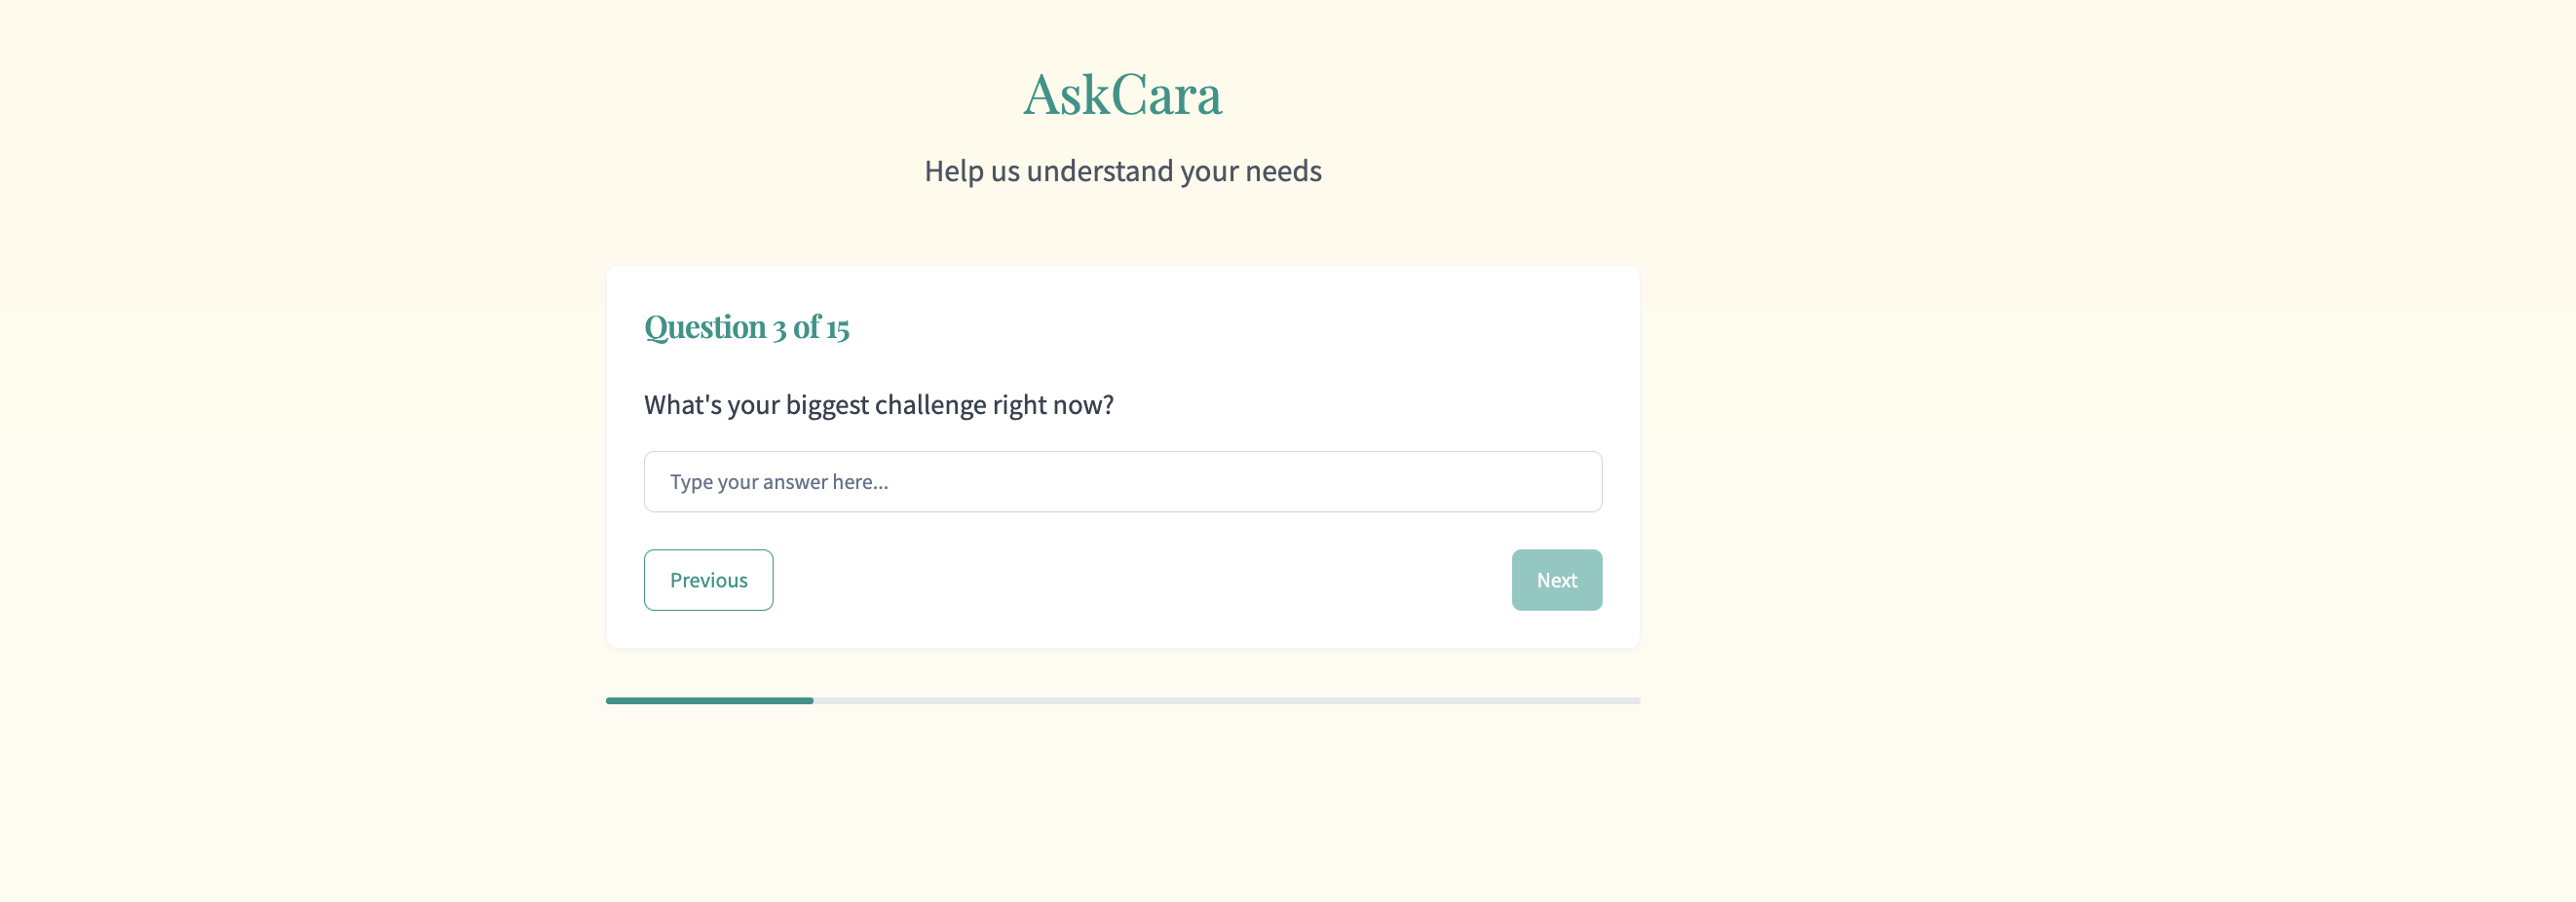 AskCara
Help us understand your needs
Question 3 of 15
What's your biggest challenge right now?
Type your answer here...
Previous
Next